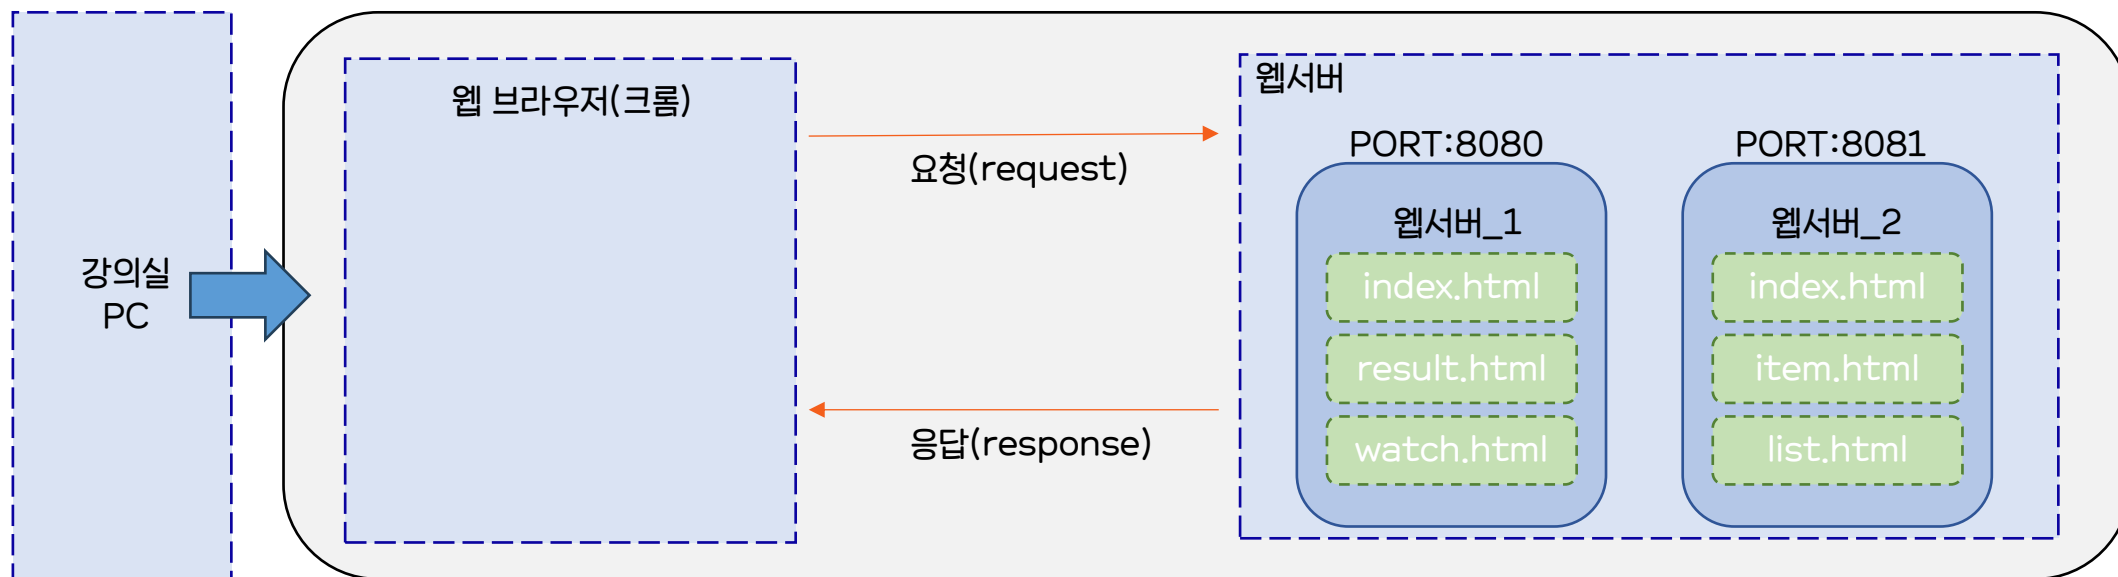 강의실
PC
웹 브라우저(크롬)
요청(request)
응답(response)
웹서버
PORT:8080
웹서버_1
index.html
result.html
watch.html
PORT:8081
웹서버_2
index.html
item.html
list.html